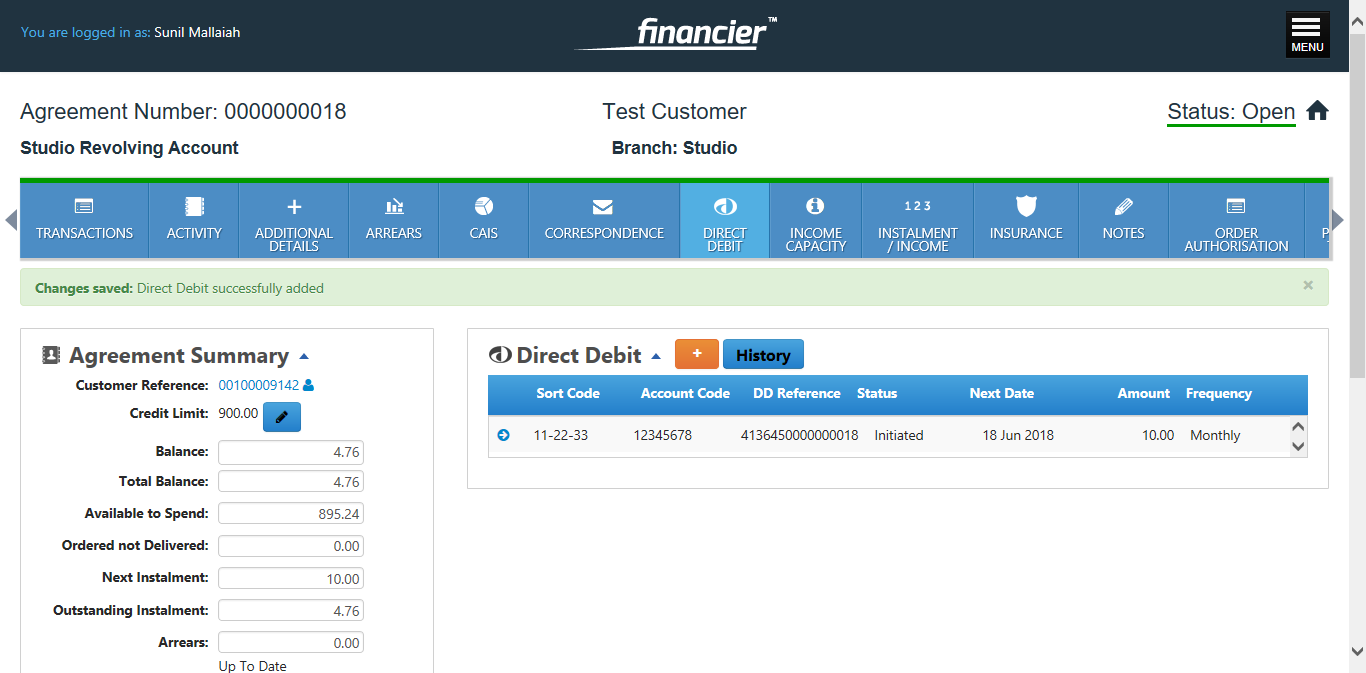 You are logged in as: Sunil Mallaiah
financier™
MENU
Agreement Number: 0000000018
Test Customer
Status: Open
Studio Revolving Account
Branch: Studio
TRANSACTIONS
ACTIVITY
ADDITIONAL
DETAILS
ARREARS
CAIS
CORRESPONDENCE
DIRECT
DEBIT
INCOME
CAPACITY
1 2 3
INSTALMENT
/ INCOME
INSURANCE
NOTES
ORDER
AUTHORISATION
Changes saved: Direct Debit successfully added
×
Agreement Summary
Customer Reference: 00100009142
Credit Limit: 900.00
Balance: 4.76
Total Balance: 4.76
Available to Spend: 895.24
Ordered not Delivered: 0.00
Next Instalment: 10.00
Outstanding Instalment: 4.76
Arrears: 0.00
Up To Date
Direct Debit + History
Sort Code Account Code DD Reference Status Next Date Amount Frequency
11-22-33 12345678 4136450000000018 Initiated 18 Jun 2018 10.00 Monthly